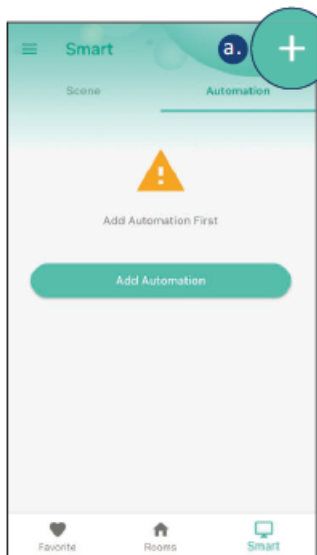 Smart
a.
Scene Automation
Add Automation First
Add Automation
Favorite Rooms Smart